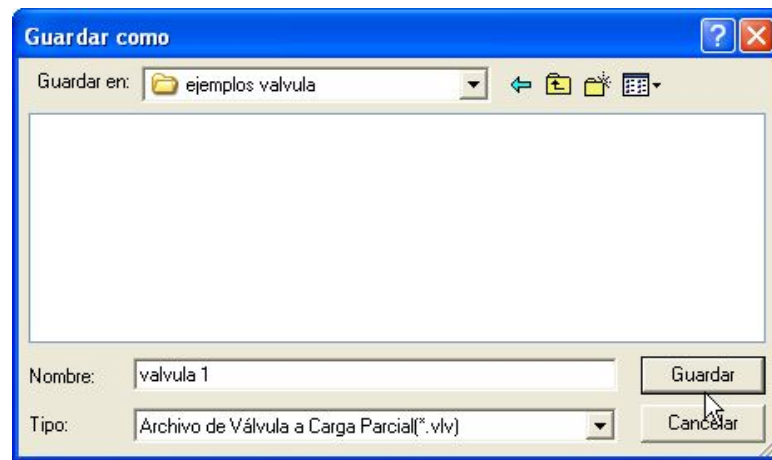 Guardar como
Guardar en: ejemplos valvula
Nombre: valvula 1 Guardar
Tipo: Archivo de Válvula a Carga Parcial(*.vlv) Cancelar